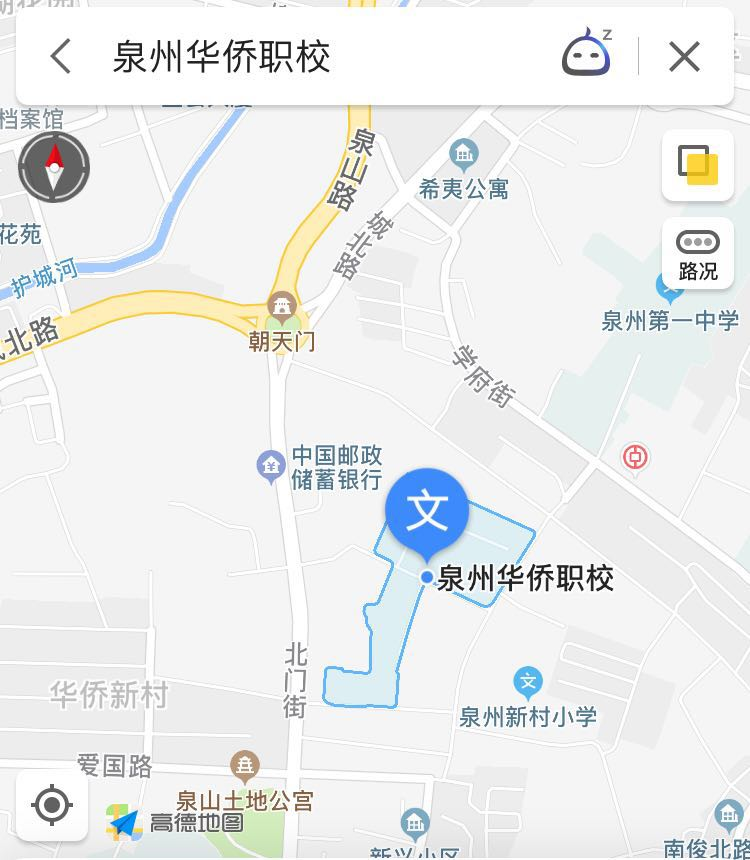 泉州华侨职校
z
档案馆
泉山路
希夷公寓
城北路
花苑
路况
护城河
泉州第一中学
北路
朝天门
学府街
中国邮政
储蓄银行
文
泉州华侨职校
北门街
华侨新村
文
泉州新村小学
爱国路
泉山土地公宫
高德地图
新兴小区
南俊北路